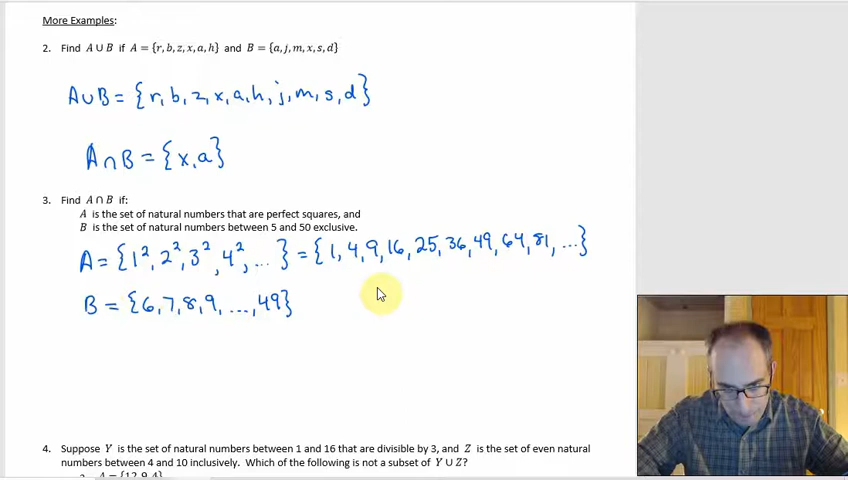 More Examples:
2. Find A ∪ B if A = {r, b, z, x, a, h} and B = {a, j, m, x, s, d}
A∪B = {r, b, z, x, a, h, j, m, s, d}
A∩B = {x, a}
3. Find A ∩ B if:
A is the set of natural numbers that are perfect squares, and
B is the set of natural numbers between 5 and 50 exclusive.
A = {1², 2², 3², 4², ...} = {1, 4, 9, 16, 25, 36, 49, 64, 81, ...}
B = {6, 7, 8, 9, ..., 49}
4. Suppose Y is the set of natural numbers between 1 and 16 that are divisible by 3, and Z is the set of even natural
numbers between 4 and 10 inclusively. Which of the following is not a subset of Y ∪ Z?
A = {12, 9, 4}